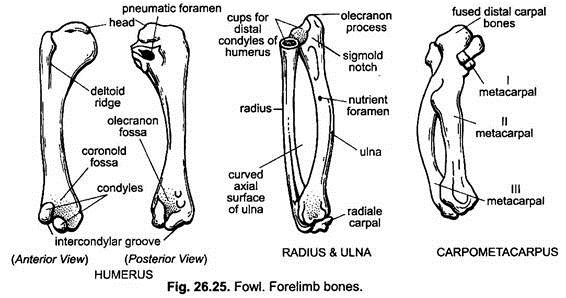 pneumatic foramen
head
deltoid
ridge
olecranon
fossa
coronold
fossa
condyles
intercondylar groove
(Anterior View)
(Posterior View)
HUMERUS
cups for
distal
condyles of
humerus
olecranon
process
sigmold
notch
radius
nutrient
foramen
ulna
curved
axial
surface
of ulna
radiale
carpal
RADIUS & ULNA
fused distal carpal
bones
I
metacarpal
II
metacarpal
III
metacarpal
CARPOMETACARPUS
Fig. 26.25. Fowl. Forelimb bones.